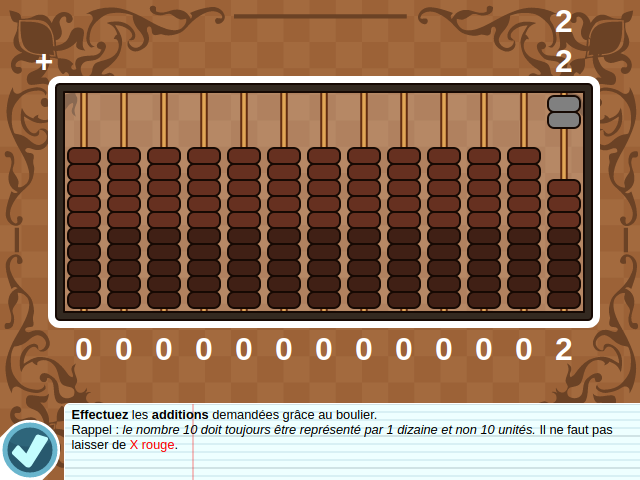 2
+ 2
0 0 0 0 0 0 0 0 0 0 0 0 2
Effectuez les additions demandées grâce au boulier.
Rappel : le nombre 10 doit toujours être représenté par 1 dizaine et non 10 unités. Il ne faut pas
laisser de X rouge.